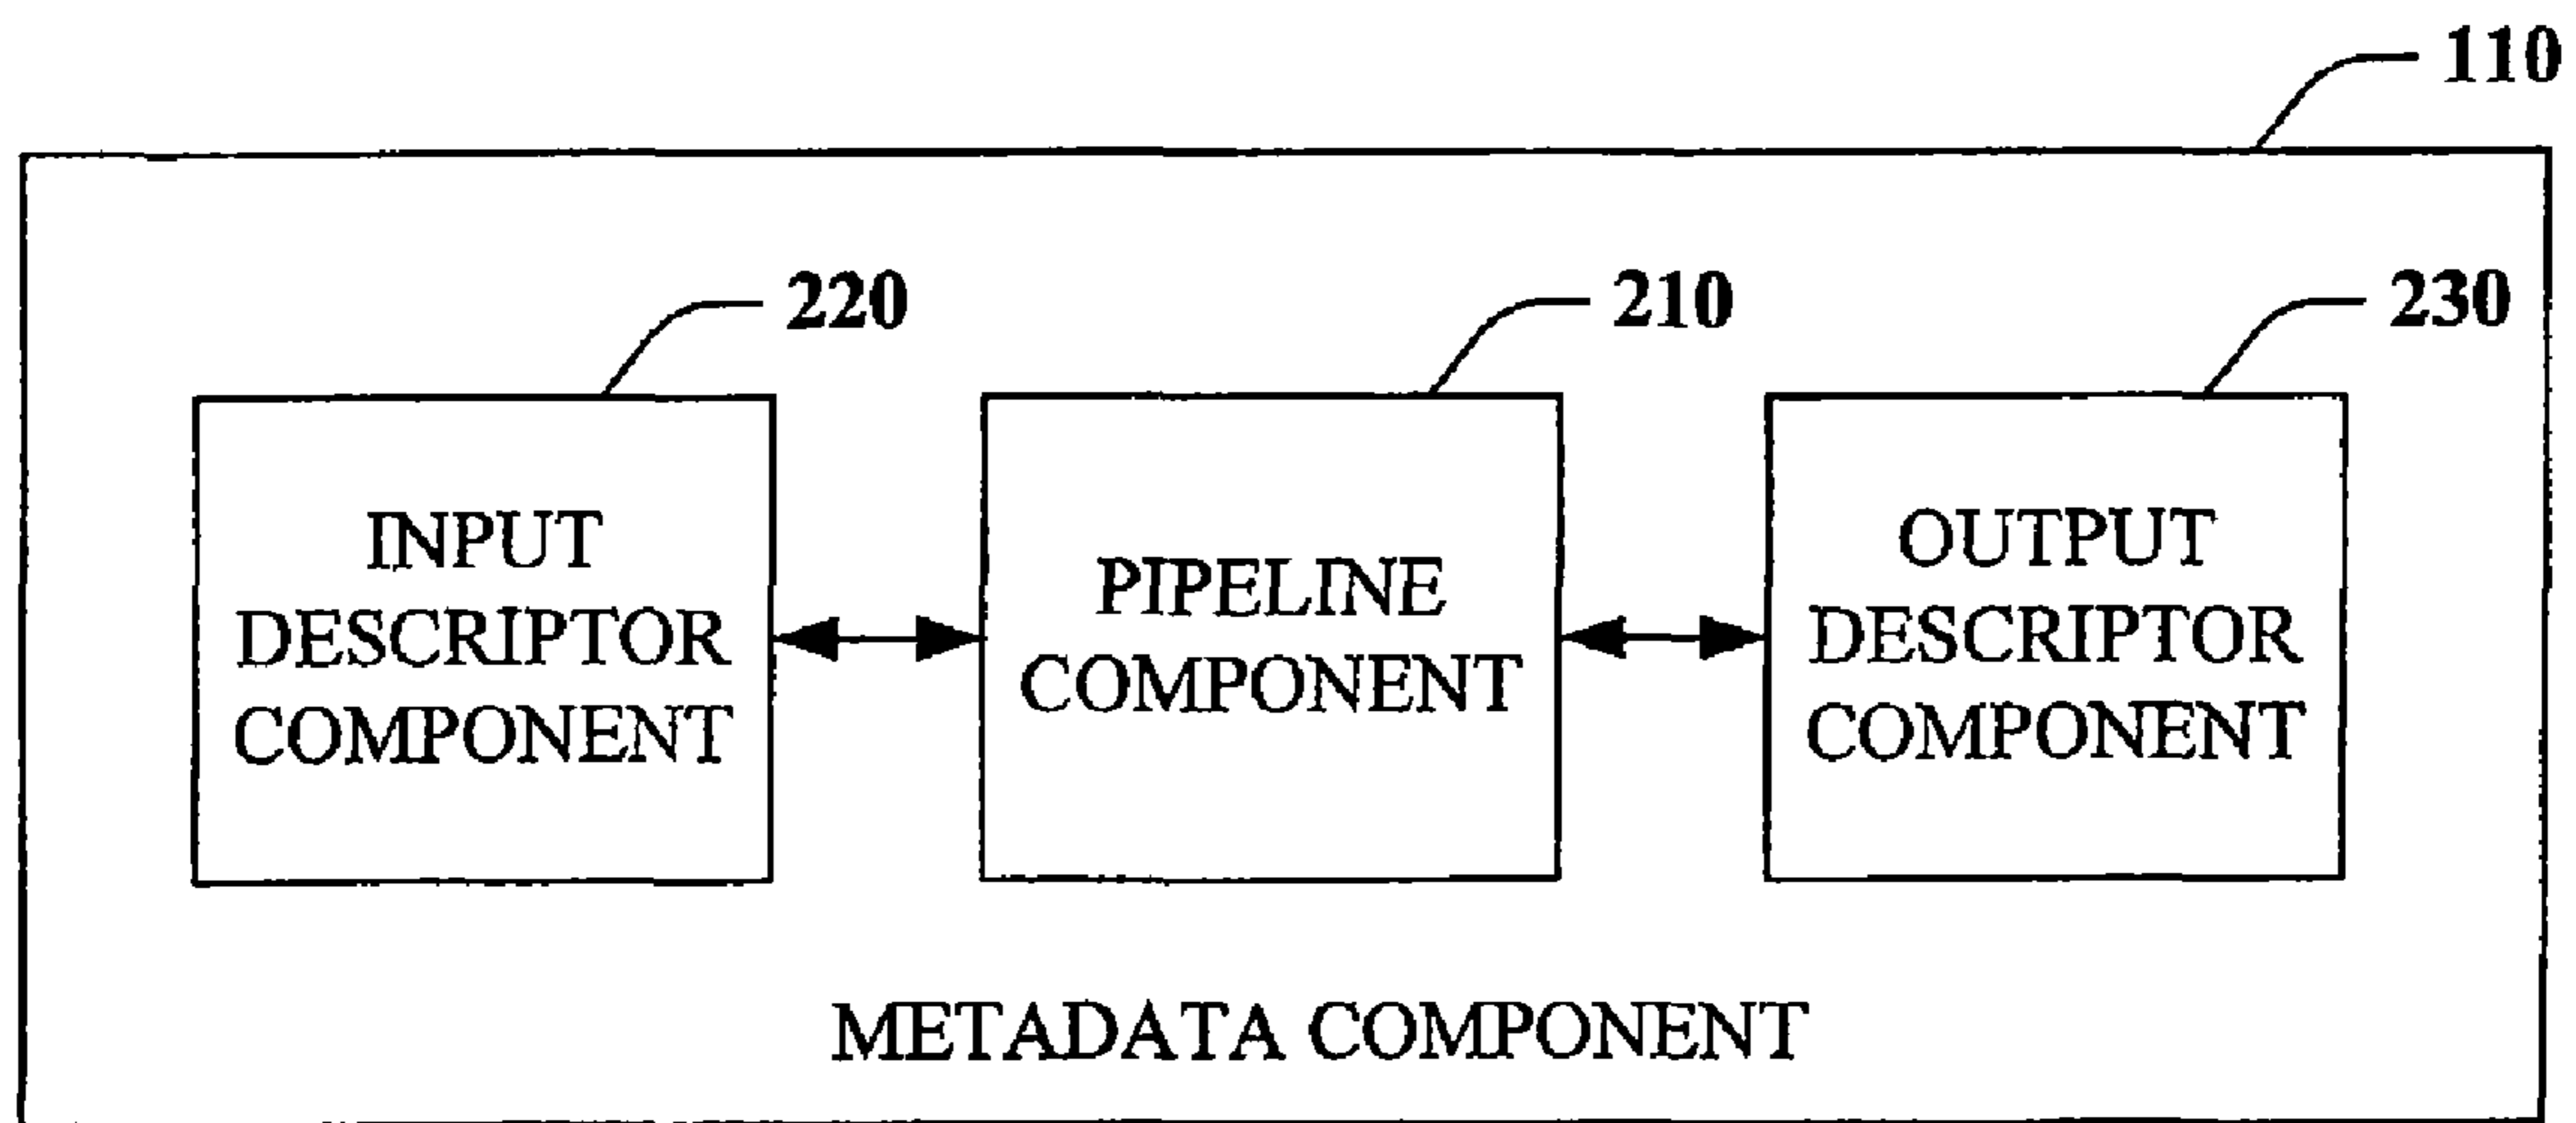 110
220
210
230
INPUT
DESCRIPTOR
COMPONENT
PIPELINE
COMPONENT
OUTPUT
DESCRIPTOR
COMPONENT
METADATA COMPONENT